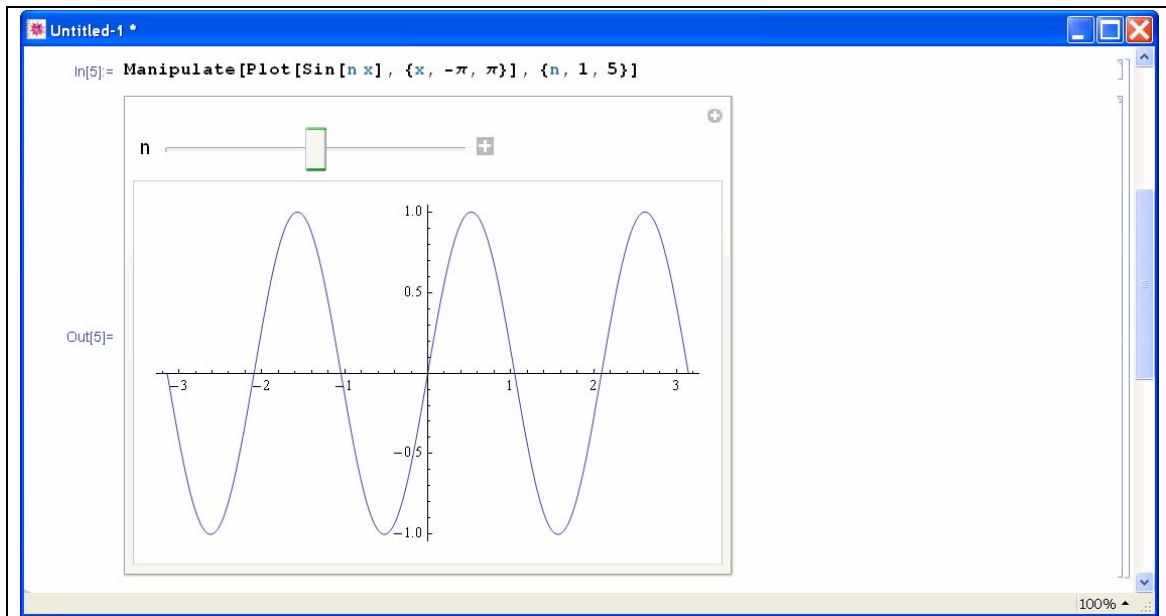 Untitled-1 *
In[5]:= Manipulate[Plot[Sin[n x], {x, -π, π}], {n, 1, 5}]
n
1.0
0.5
Out[5]=
-3 -2 -1 1 2 3
-0.5
-1.0
100%